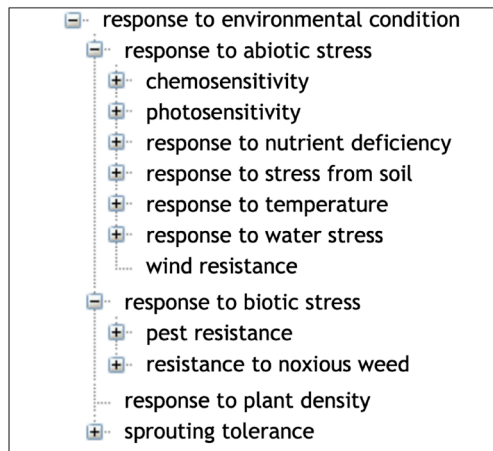 response to environmental condition
response to abiotic stress
chemosensitivity
photosensitivity
response to nutrient deficiency
response to stress from soil
response to temperature
response to water stress
wind resistance
response to biotic stress
pest resistance
resistance to noxious weed
response to plant density
sprouting tolerance